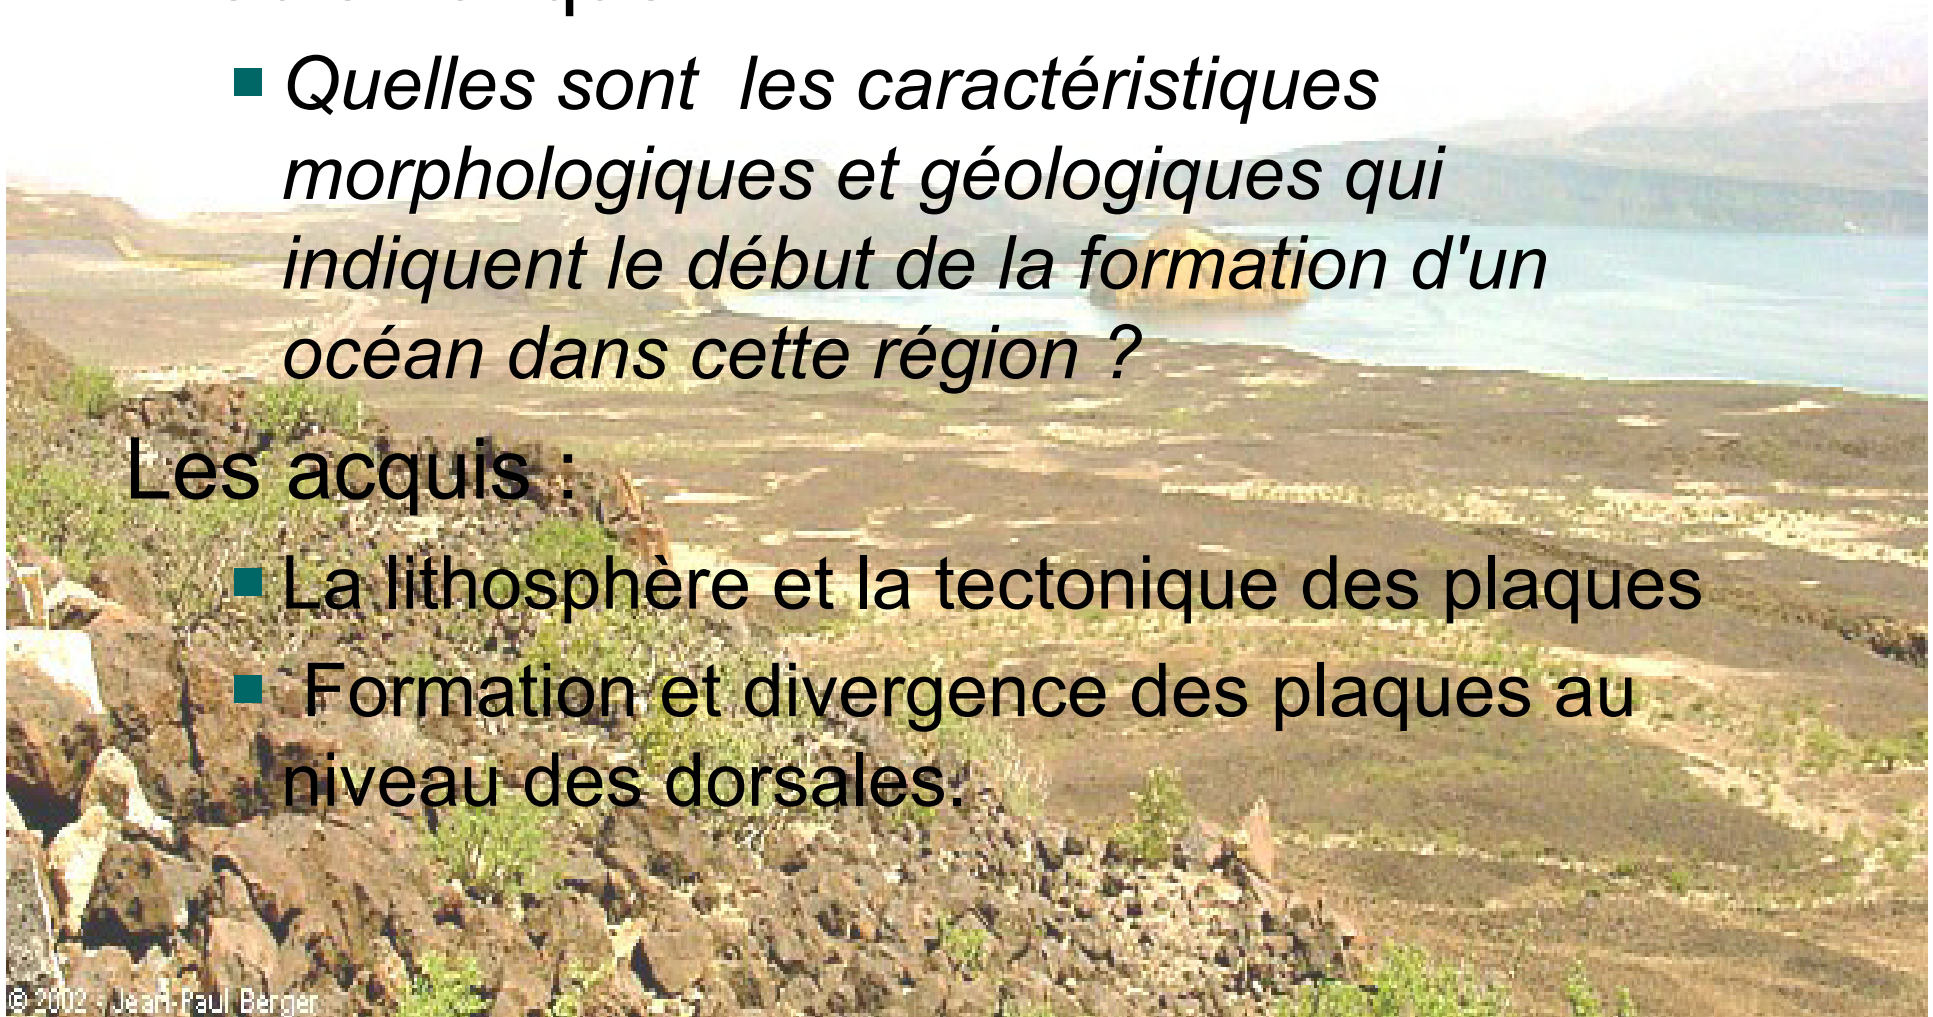 Quelles sont les caractéristiques
morphologiques et géologiques qui
indiquent le début de la formation d'un
océan dans cette région ?
Les acquis :
La lithosphère et la tectonique des plaques
Formation et divergence des plaques au
niveau des dorsales.
© 2002 - Jean-Paul Berger